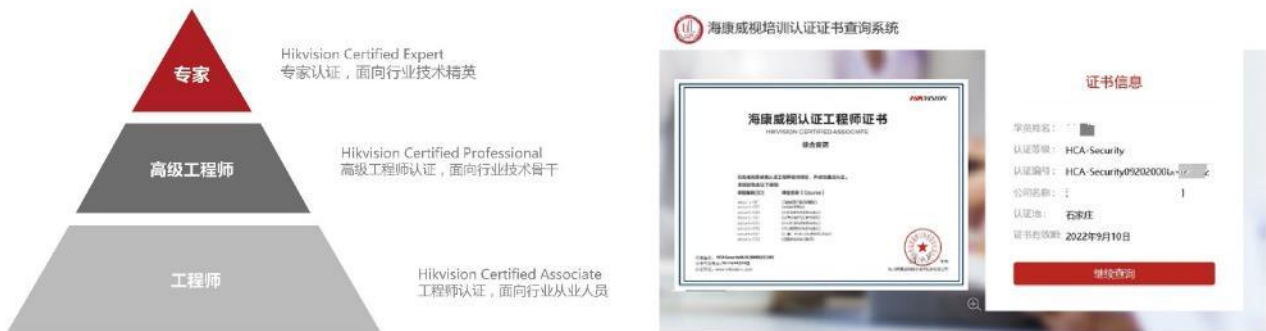 专家
Hikvision Certified Expert
专家认证，面向行业技术精英
高级工程师
Hikvision Certified Professional
高级工程师认证，面向行业技术骨干
工程师
Hikvision Certified Associate
工程师认证，面向行业从业人员
海康威视培训认证证书查询系统
HIKVISION
海康威视认证工程师证书
HIKVISION CERTIFIED ASSOCIATE
综合安防
证书信息
学员姓名：
认证等级： HCA-Security
认证编号： HCA-Security09202000
公司名称：
认证地： 石家庄
证书有效期： 2022年9月10日
继续查询